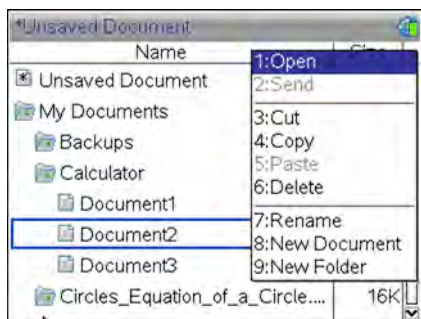 *Unsaved Document
Name
Size
Unsaved Document
My Documents
Backups
Calculator
Document1
Document2
Document3
Circles_Equation_of_a_Circle.... 16K
1:Open
2:Send
3:Cut
4:Copy
5:Paste
6:Delete
7:Rename
8:New Document
9:New Folder